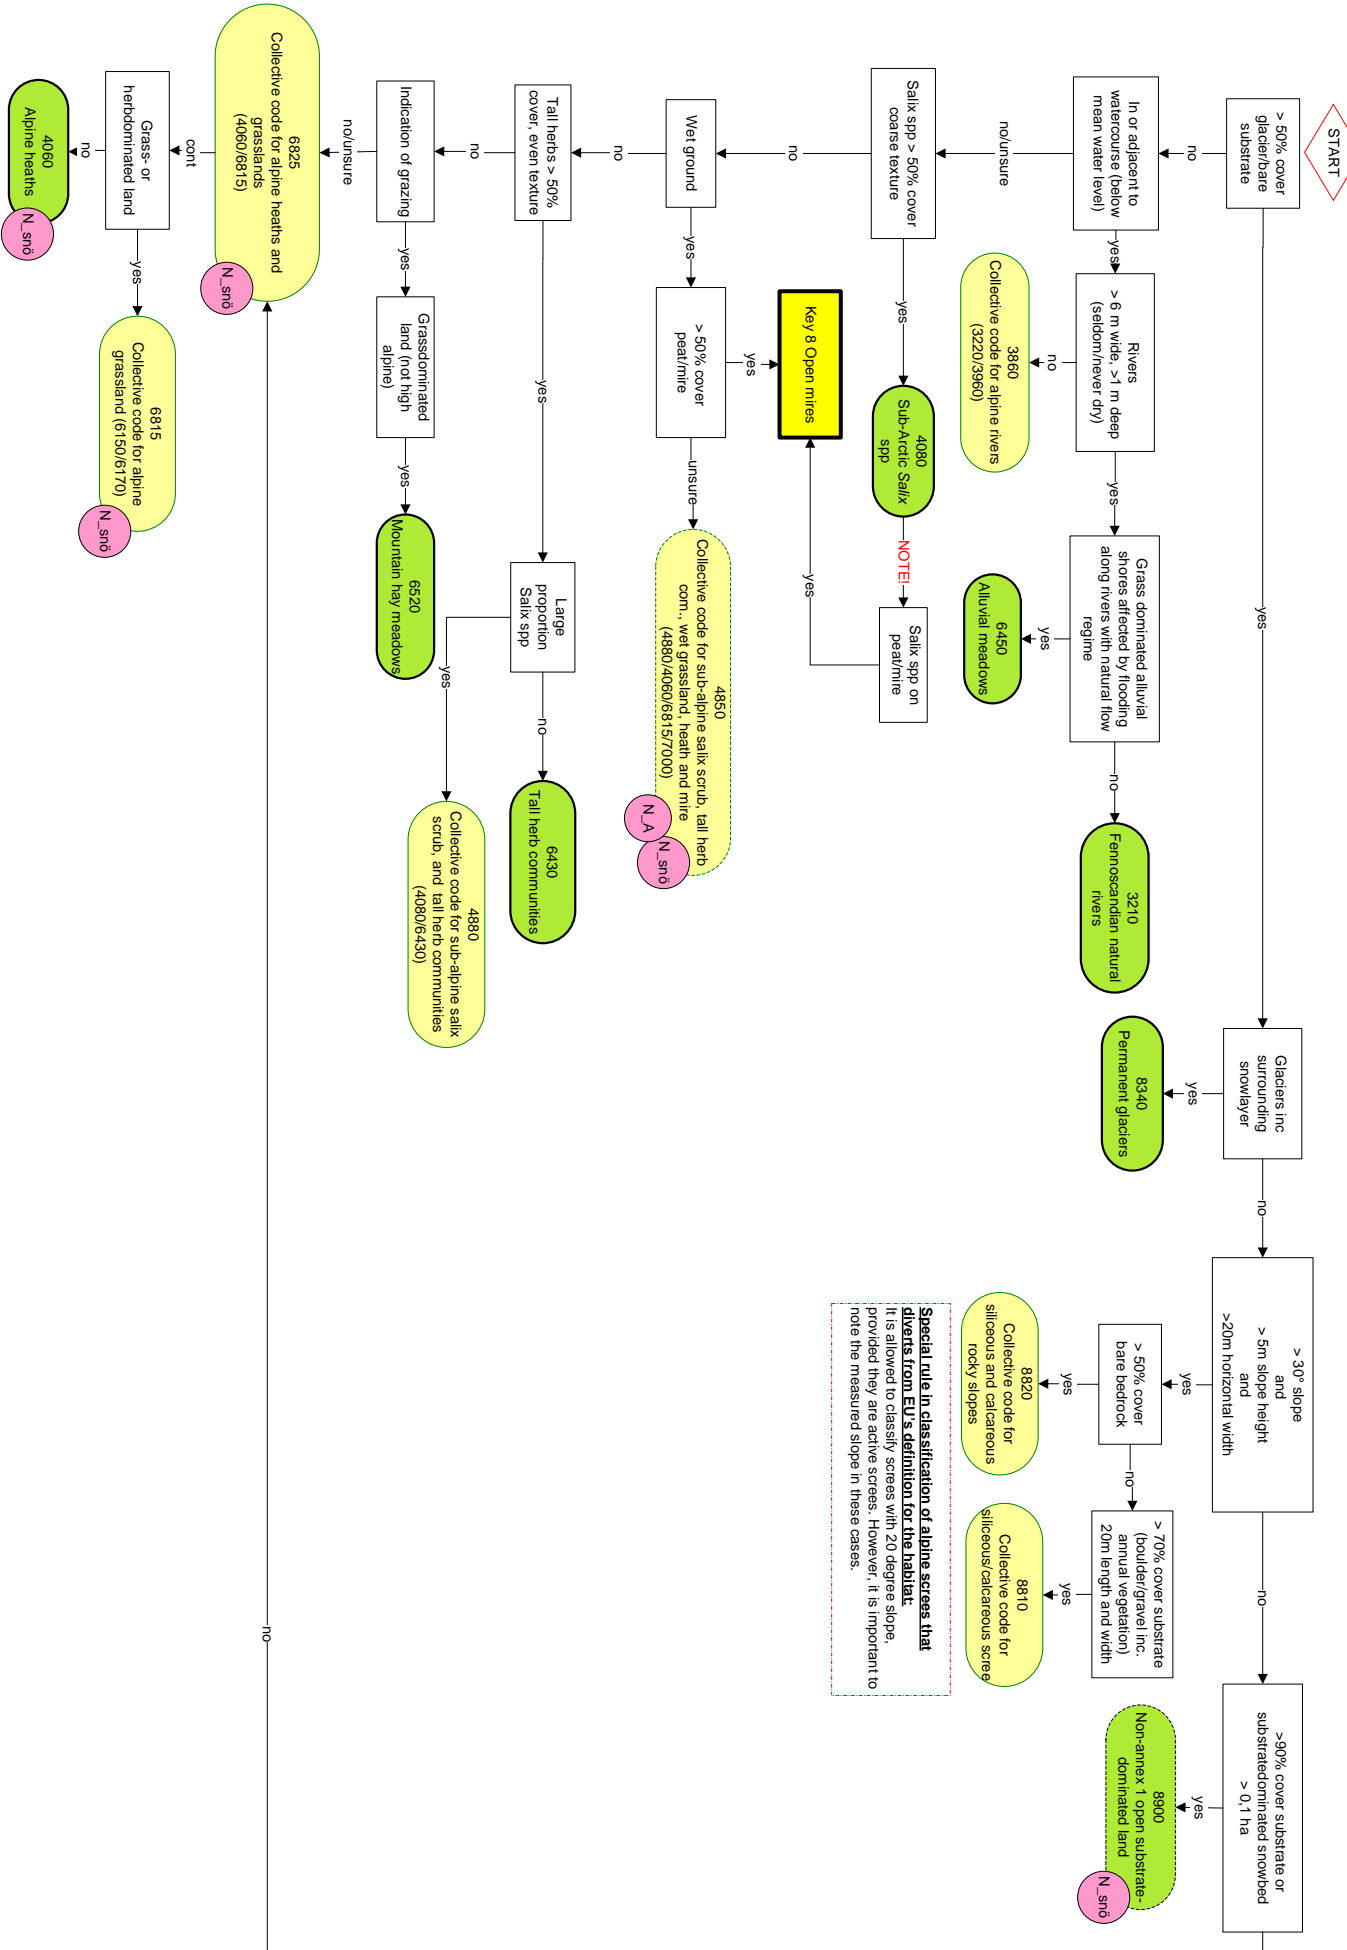 START
> 50% cover
glacier/bare
substrate
yes
Glaciers inc
surrounding
snowlayer
no
> 30° slope
and
> 5m slope height
and
>20m horizontal width
no
>90% cover substrate or
substratedominated snowbed
> 0,1 ha
no
In or adjacent to
watercourse (below
mean water level)
yes
Rivers
> 6 m wide, >1 m deep
(seldom/never dry)
yes
Grass dominated alluvial
shores affected by flooding
along rivers with natural flow
regime
no
3210
Fennoscandian natural
rivers
yes
8340
Permanent glaciers
yes
> 50% cover
bare bedrock
no
> 70% cover substrate
(boulder/gravel inc.
annual vegetation)
20m length and width
yes
8900
Non-annex 1 open substrate-
dominated land
N_snö
no
3860
Collective code for alpine rivers
(3220/3960)
yes
6450
Alluvial meadows
yes
8820
Collective code for
siliceous and calcareous
rocky slopes
yes
8810
Collective code for
siliceous/calcareous scree
no/unsure
Salix spp > 50% cover
coarse texture
yes
4080
Sub-Arctic Salix
spp
NOTE!
Salix spp on
peat/mire
yes
Special rule in classification of alpine screes that
diverts from EU's definition for the habitat:
It is allowed to classify screes with 20 degree slope,
provided they are active screes. However, it is important to
note the measured slope in these cases.
Key 8 Open mires
no
Wet ground
yes
> 50% cover
peat/mire
yes
unsure
4850
Collective code for sub-alpine salix scrub, tall herb
com., wet grassland, heath and mire
(4880/4060/6815/7000)
N_A
N_snö
no
Tall herbs > 50%
cover, even texture
yes
Large
proportion
Salix spp
no
6430
Tall herb communities
yes
4880
Collective code for sub-alpine salix
scrub, and tall herb communities
(4080/6430)
no
Indication of grazing
yes
Grassdominated
land (not high
alpine)
yes
6520
Mountain hay meadows
no/unsure
6825
Collective code for alpine heaths and
grasslands
(4060/6815)
N_snö
no
cont
Grass- or
herbdominated land
yes
6815
Collective code for alpine
grassland (6150/6170)
N_snö
no
4060
Alpine heaths
N_snö